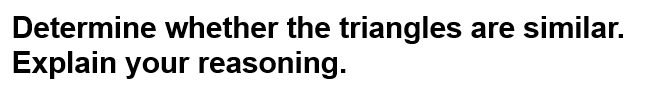 Determine whether the triangles are similar.
Explain your reasoning.